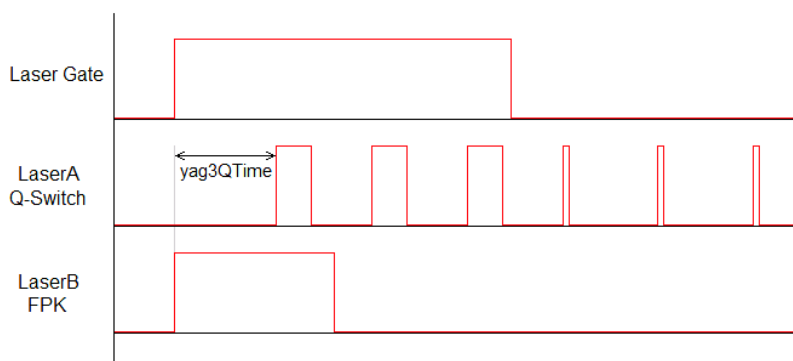 Laser Gate
yag3QTime
LaserA
Q-Switch
LaserB
FPK